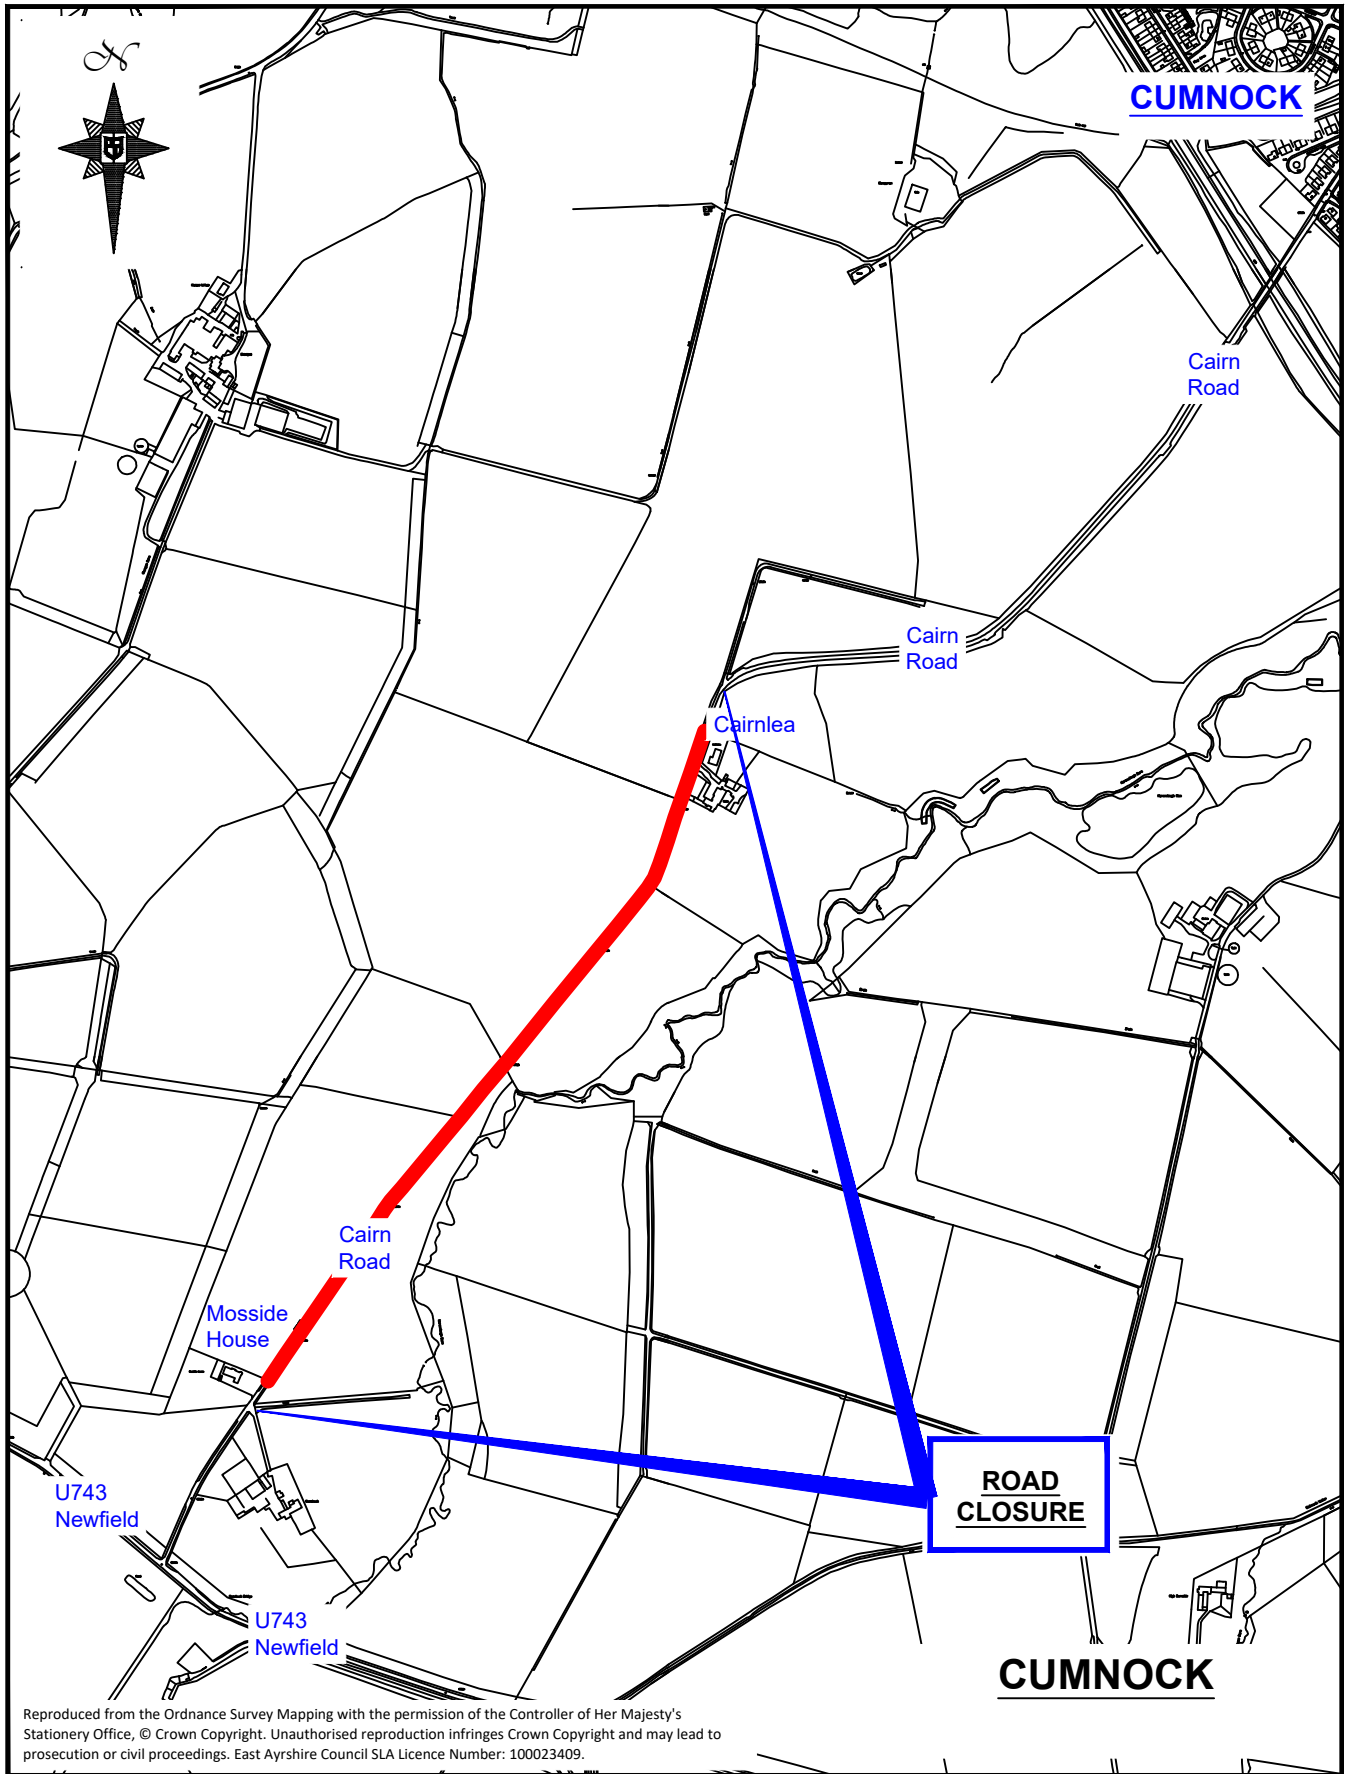 N
CUMNOCK
Cairn
Road
Cairn
Road
Cairnlea
Cairn
Road
Mosside
House
U743
Newfield
ROAD
CLOSURE
U743
Newfield
CUMNOCK
Reproduced from the Ordnance Survey Mapping with the permission of the Controller of Her Majesty's
Stationery Office, © Crown Copyright. Unauthorised reproduction infringes Crown Copyright and may lead to
prosecution or civil proceedings. East Ayrshire Council SLA Licence Number: 100023409.